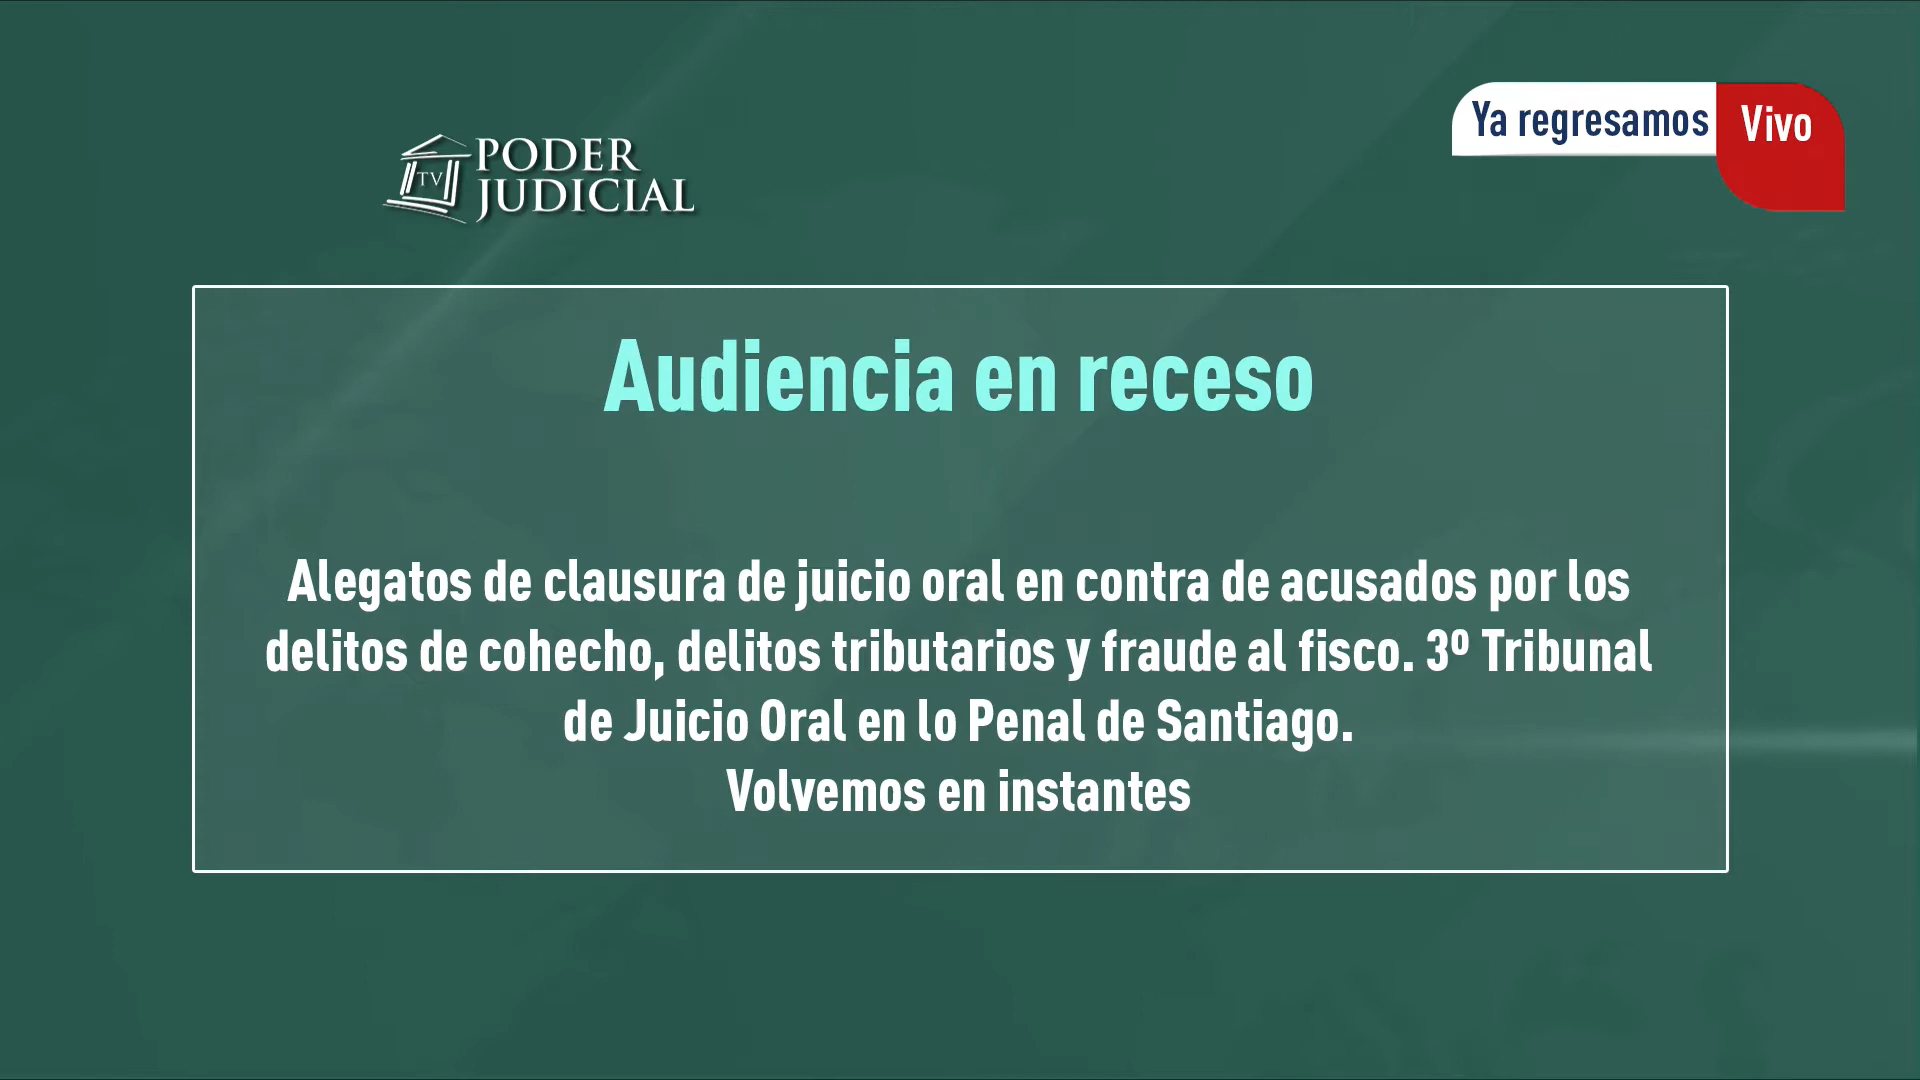 Ya regresamos Vivo
TV
PODER
JUDICIAL
Audiencia en receso
Alegatos de clausura de juicio oral en contra de acusados por los
delitos de cohecho, delitos tributarios y fraude al fisco. 3º Tribunal
de Juicio Oral en lo Penal de Santiago.
Volvemos en instantes